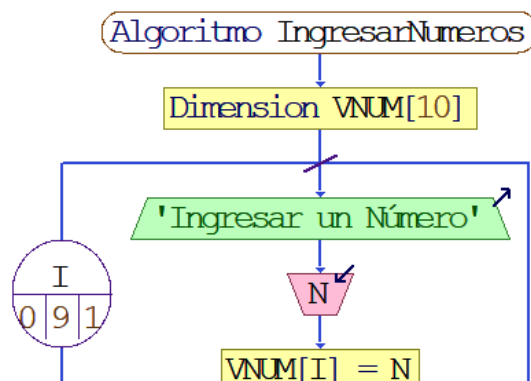 Algoritmo IngresarNumeros
Dimension VNUM[10]
'Ingresar un Número'
I
0 9 1
N
VNUM[I] = N